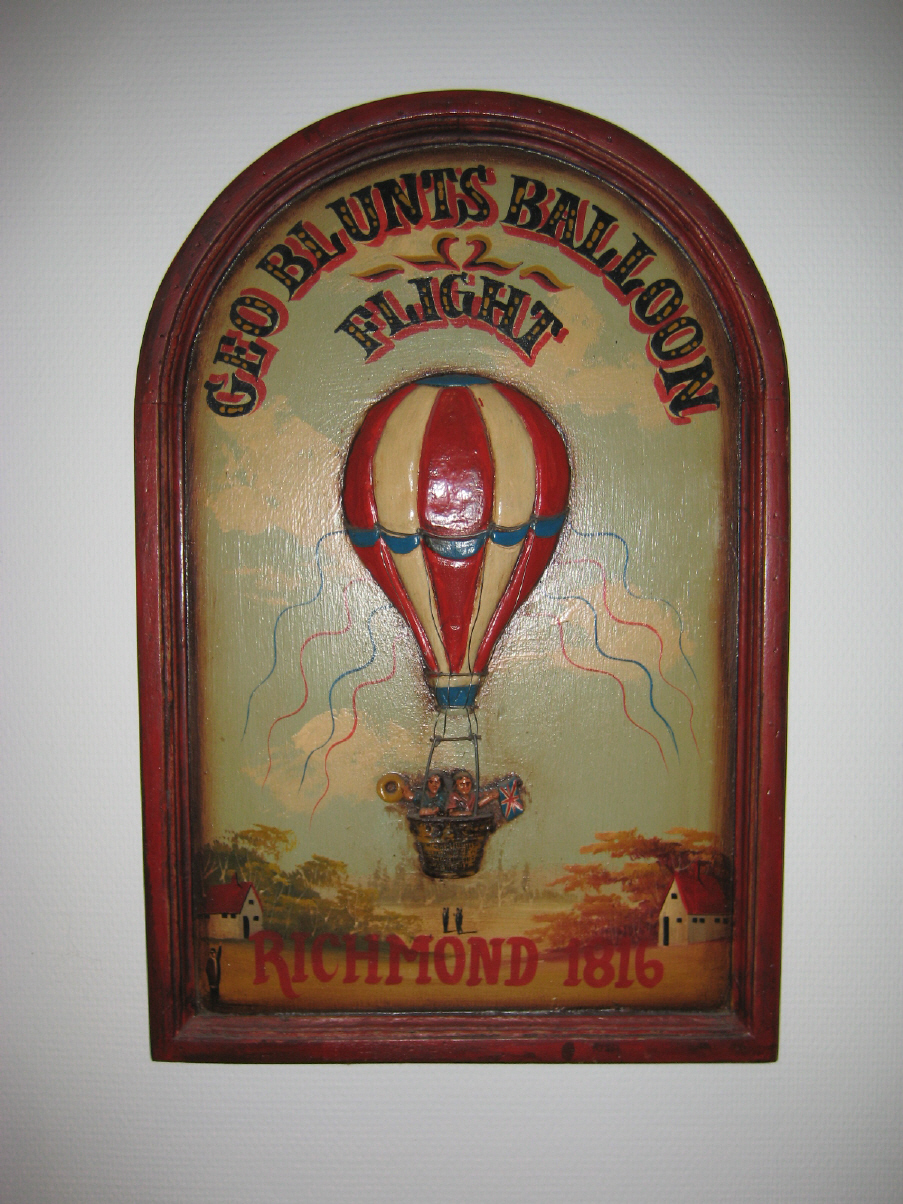 GEO BLUNTS BALLOON
FLIGHT
RICHMOND 1816